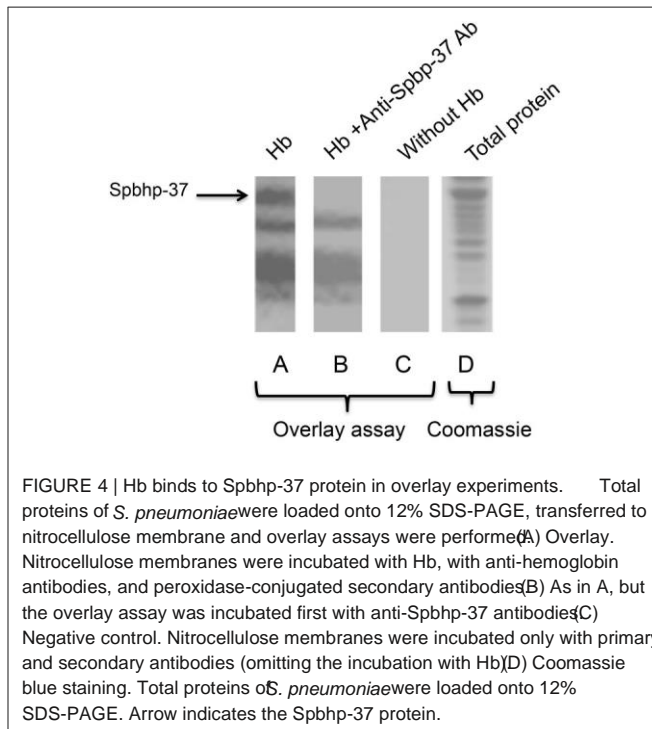 Hb
Hb +Anti-Spbp-37 Ab
Without Hb
Total protein
Spbhp-37
A B C D
Overlay assay Coomassie
FIGURE 4 | Hb binds to Spbhp-37 protein in overlay experiments. Total
proteins of S. pneumoniae were loaded onto 12% SDS-PAGE, transferred to
nitrocellulose membrane and overlay assays were performed. (A) Overlay.
Nitrocellulose membranes were incubated with Hb, with anti-hemoglobin
antibodies, and peroxidase-conjugated secondary antibodies. (B) As in A, but
the overlay assay was incubated first with anti-Spbhp-37 antibodies. (C)
Negative control. Nitrocellulose membranes were incubated only with primary
and secondary antibodies (omitting the incubation with Hb). (D) Coomassie
blue staining. Total proteins of S. pneumoniae were loaded onto 12%
SDS-PAGE. Arrow indicates the Spbhp-37 protein.